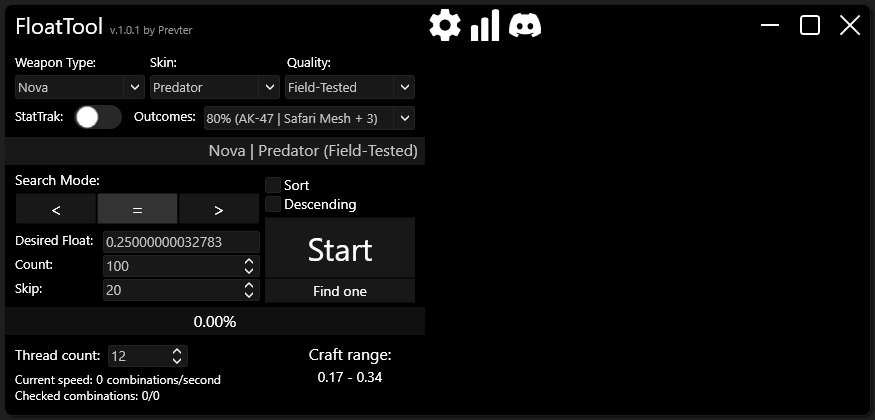 FloatTool v.1.0.1 by Prevter
Weapon Type: Skin: Quality:
Nova Predator Field-Tested
StatTrak: Outcomes: 80% (AK-47 | Safari Mesh + 3)
Nova | Predator (Field-Tested)
Search Mode:
Sort
Descending
< = >
Desired Float: 0.25000000032783
Count: 100
Skip: 20
Start
Find one
0.00%
Thread count: 12
Current speed: 0 combinations/second
Checked combinations: 0/0
Craft range:
0.17 - 0.34